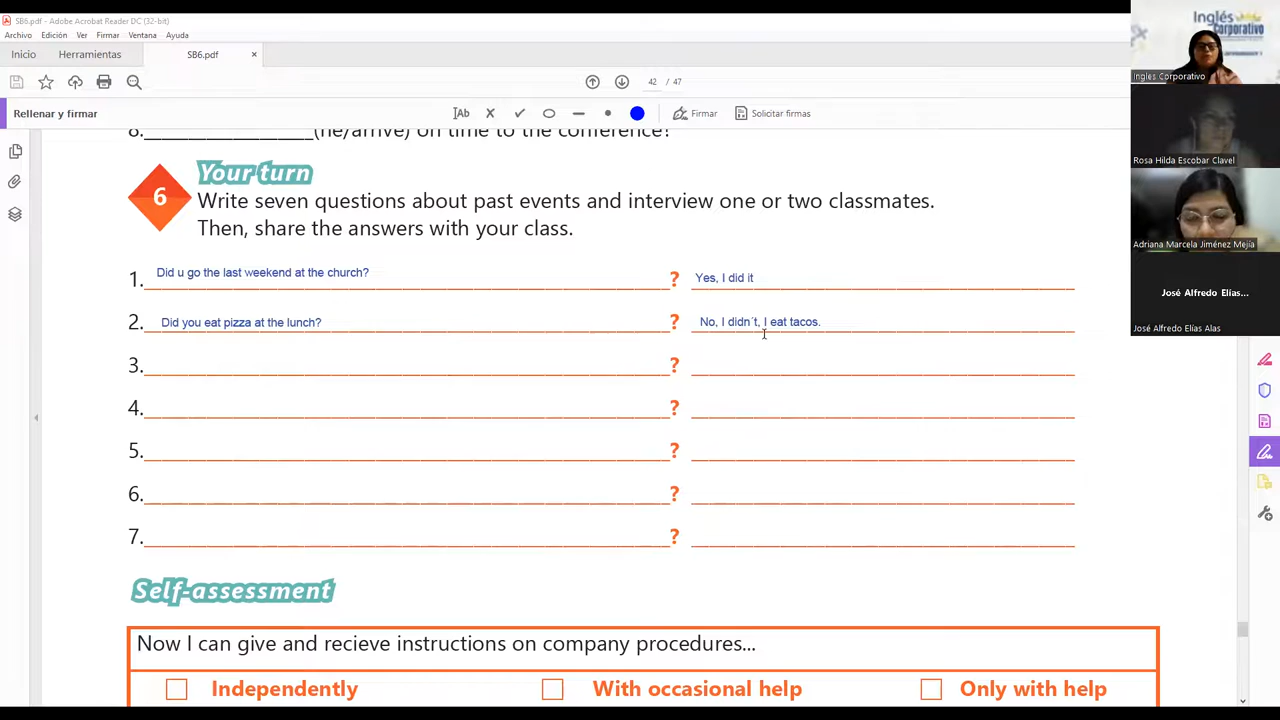 SB6.pdf - Adobe Acrobat Reader DC (32-bit)
Archivo Edición Ver Firmar Ventana Ayuda
Inicio Herramientas SB6.pdf ×
42 / 47
Rellenar y firmar
Ab
Firmar
Solicitar firmas
8.__________________(he/arrive) on time to the conference?
6
Your turn
Write seven questions about past events and interview one or two classmates.
Then, share the answers with your class.
1. Did u go the last weekend at the church? ? Yes, I did it
2. Did you eat pizza at the lunch? ? No, I didn´t, I eat tacos.
3. ?
4. ?
5. ?
6. ?
7. ?
Self-assessment
Now I can give and recieve instructions on company procedures...
Independently With occasional help Only with help
Inglés
Corporativo
Ingles Corporativo
Rosa Hilda Escobar Clavel
Adriana Marcela Jiménez Mejía
José Alfredo Elías...
José Alfredo Elías Alas